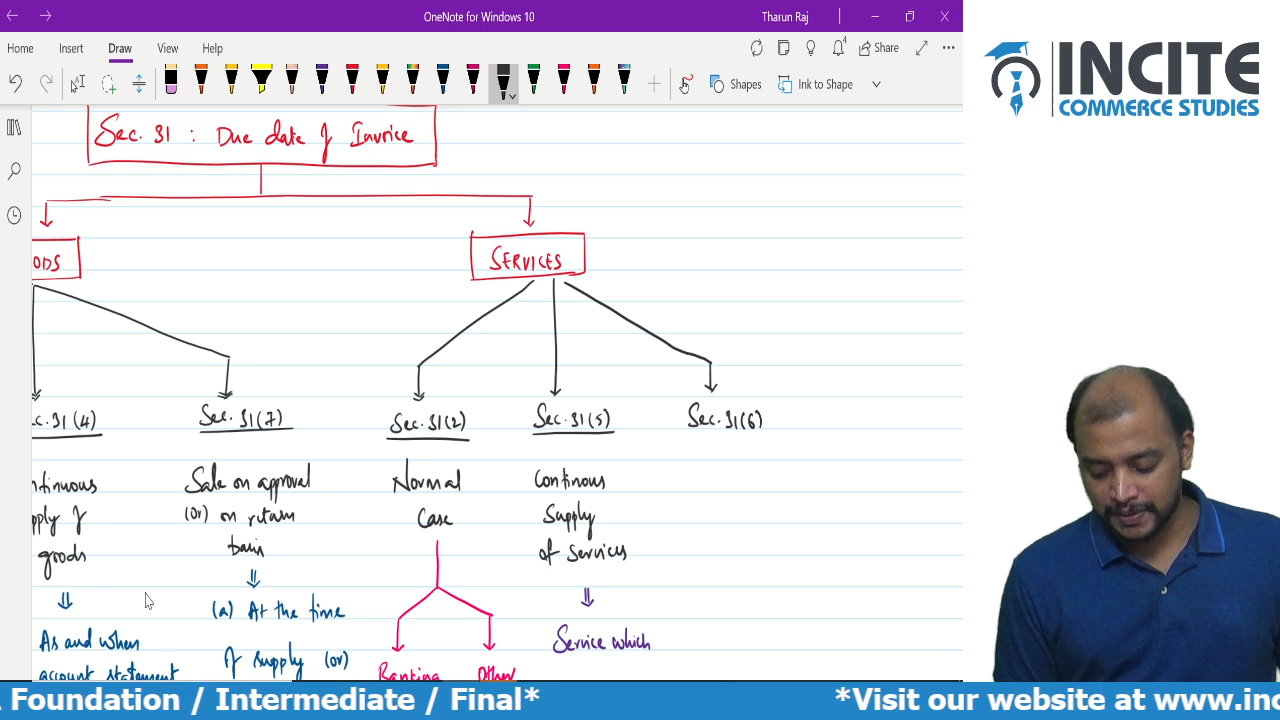 OneNote for Windows 10
Tharun Raj
Home Insert Draw View Help
4
Share
Shapes
Ink to Shape
INCITE
COMMERCE STUDIES
Sec. 31 : Due date of Invoice
ODS
SERVICES
c.31(4)
Sec.31(7)
Sec.31(2)
Sec.31(5)
Sec.31(6)
ntinuous
pply of
goods
Sale on approval
(or) on return
basis
Normal
Case
Continous
Supply
of Services
As and when
account statement
(a) At the time
of supply (or)
Banking
Other
Service which
A Foundation / Intermediate / Final*
*Visit our website at www.inc